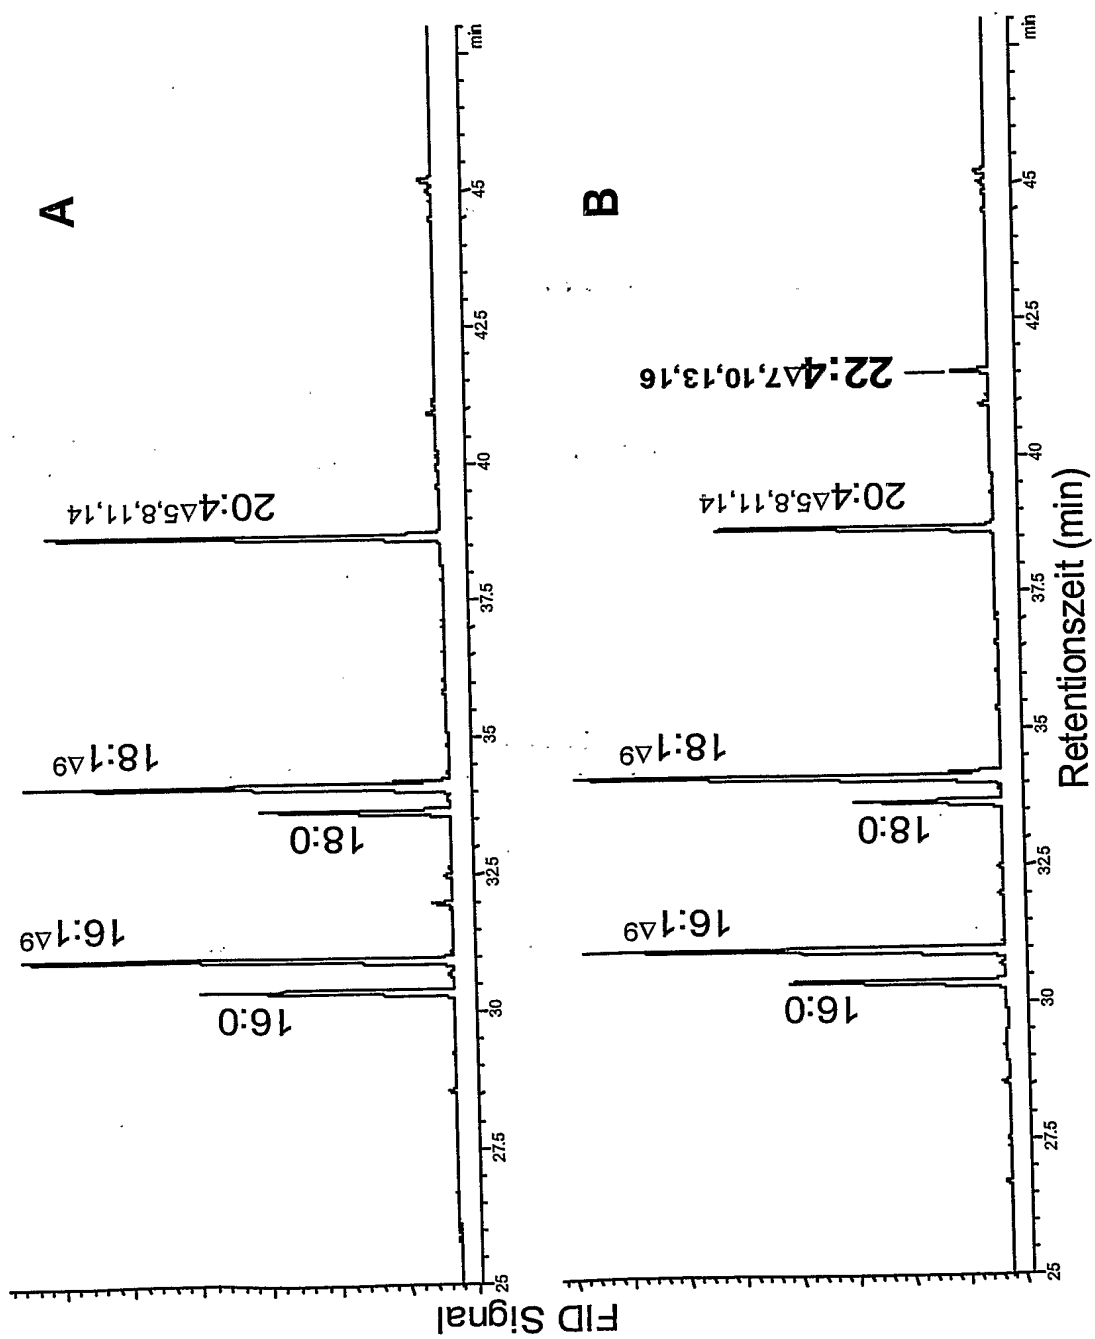 A
16:0
16:1Δ9
18:0
18:1Δ9
20:4Δ5,8,11,14
25
27.5
30
32.5
35
37.5
40
42.5
45
min
B
16:0
16:1Δ9
18:0
18:1Δ9
20:4Δ5,8,11,14
22:4Δ7,10,13,16
25
27.5
30
32.5
35
37.5
40
42.5
45
min
FID Signal
Retentionszeit (min)